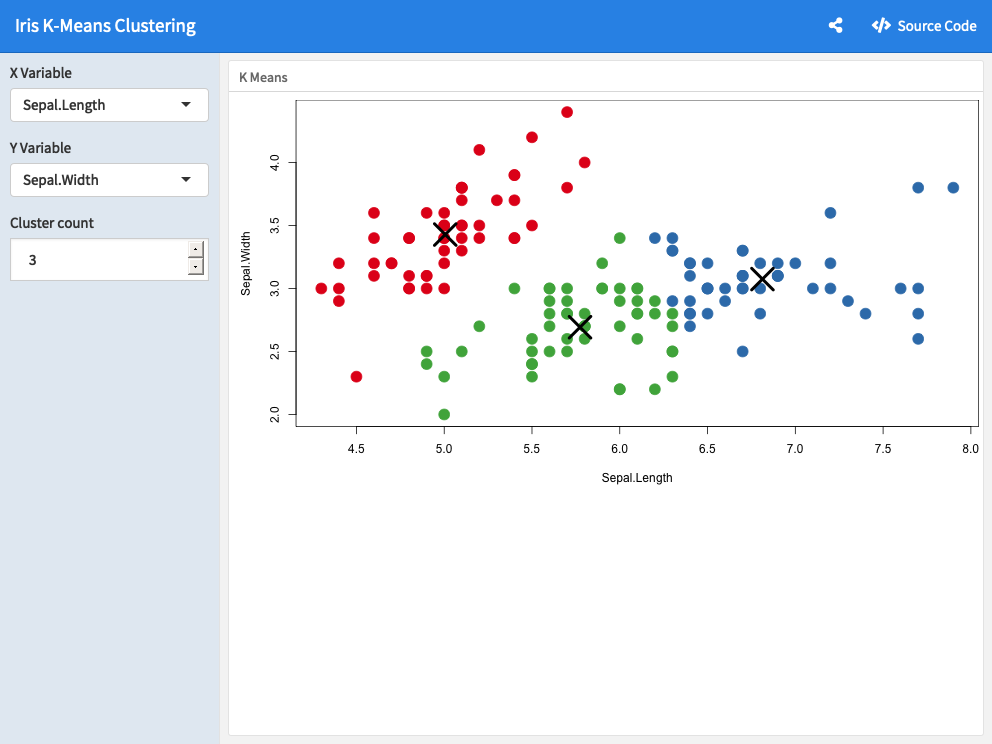 Iris K-Means Clustering
Source Code
X Variable
Sepal.Length
Y Variable
Sepal.Width
Cluster count
3
K Means
Sepal.Width
4.0
3.5
3.0
2.5
2.0
4.5 5.0 5.5 6.0 6.5 7.0 7.5 8.0
Sepal.Length